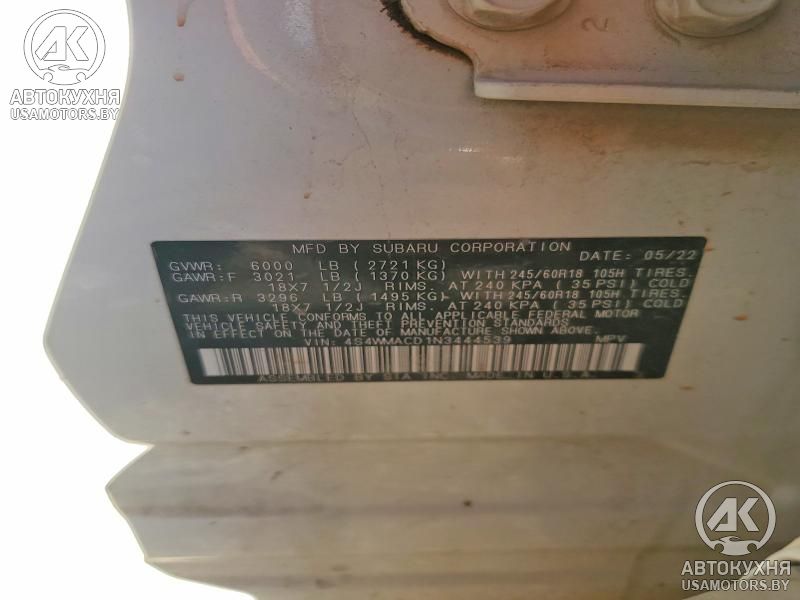 AK
АВТОКУХНЯ
USAMOTORS.BY
2
MFD BY SUBARU CORPORATION DATE: 05/22
GVWR: 6000 LB ( 2721 KG)
GAWR:F 3021 LB ( 1370 KG) WITH 245/60R18 105H TIRES.
18X7 1/2J RIMS. AT 240 KPA ( 35 PSI) COLD
GAWR:R 3296 LB ( 1495 KG) WITH 245/60R18 105H TIRES.
18X7 1/2J RIMS. AT 240 KPA ( 35 PSI) COLD
THIS VEHICLE CONFORMS TO ALL APPLICABLE FEDERAL MOTOR
VEHICLE SAFETY AND THEFT PREVENTION STANDARDS
IN EFFECT ON THE DATE OF MANUFACTURE SHOWN ABOVE.
VIN: 4S4WMACD1N3444539 MPV
ASSEMBLED BY SIA INC. MADE IN U.S.A.
AK
АВТОКУХНЯ
USAMOTORS.BY